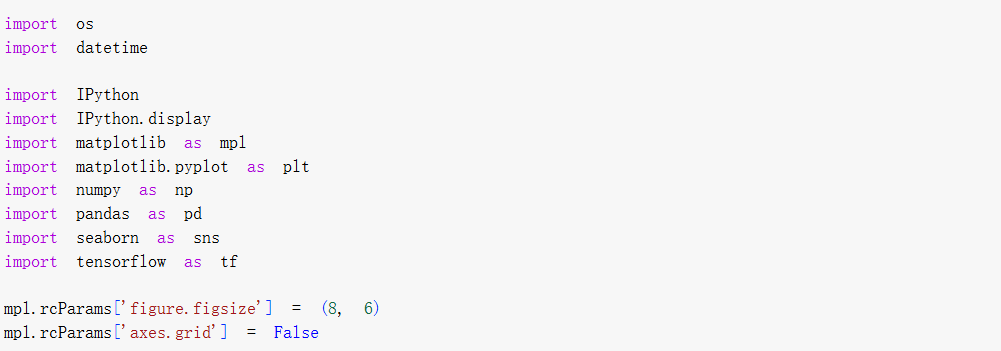 import os
import datetime
import IPython
import IPython.display
import matplotlib as mpl
import matplotlib.pyplot as plt
import numpy as np
import pandas as pd
import seaborn as sns
import tensorflow as tf
mpl.rcParams['figure.figsize'] = (8, 6)
mpl.rcParams['axes.grid'] = False